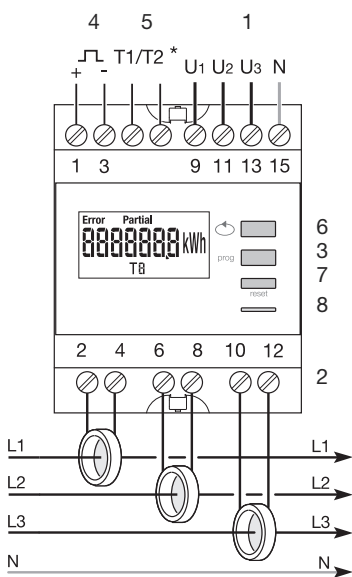 4 5 1
+ - T1/T2 * U1 U2 U3 N
1 3 9 11 13 15
Error Partial
8888888 kWh
T8
prog
reset
6
3
7
8
2 4 6 8 10 12
2
L1 L1
L2 L2
L3 L3
N N